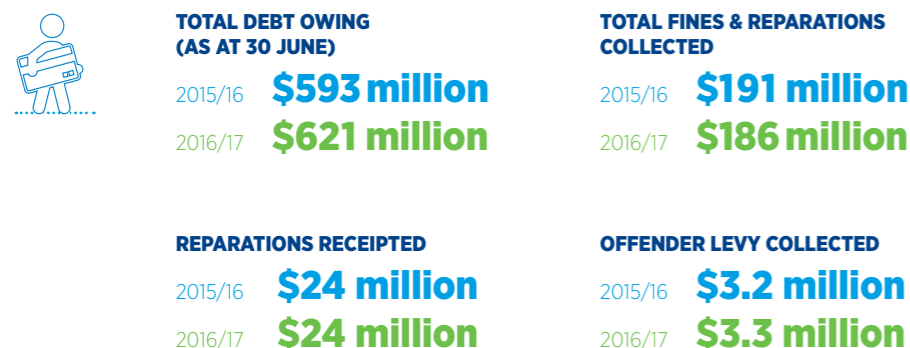 TOTAL DEBT OWING
(AS AT 30 JUNE)
2015/16 $593 million
2016/17 $621 million
TOTAL FINES & REPARATIONS
COLLECTED
2015/16 $191 million
2016/17 $186 million
REPARATIONS RECEIPTED
2015/16 $24 million
2016/17 $24 million
OFFENDER LEVY COLLECTED
2015/16 $3.2 million
2016/17 $3.3 million